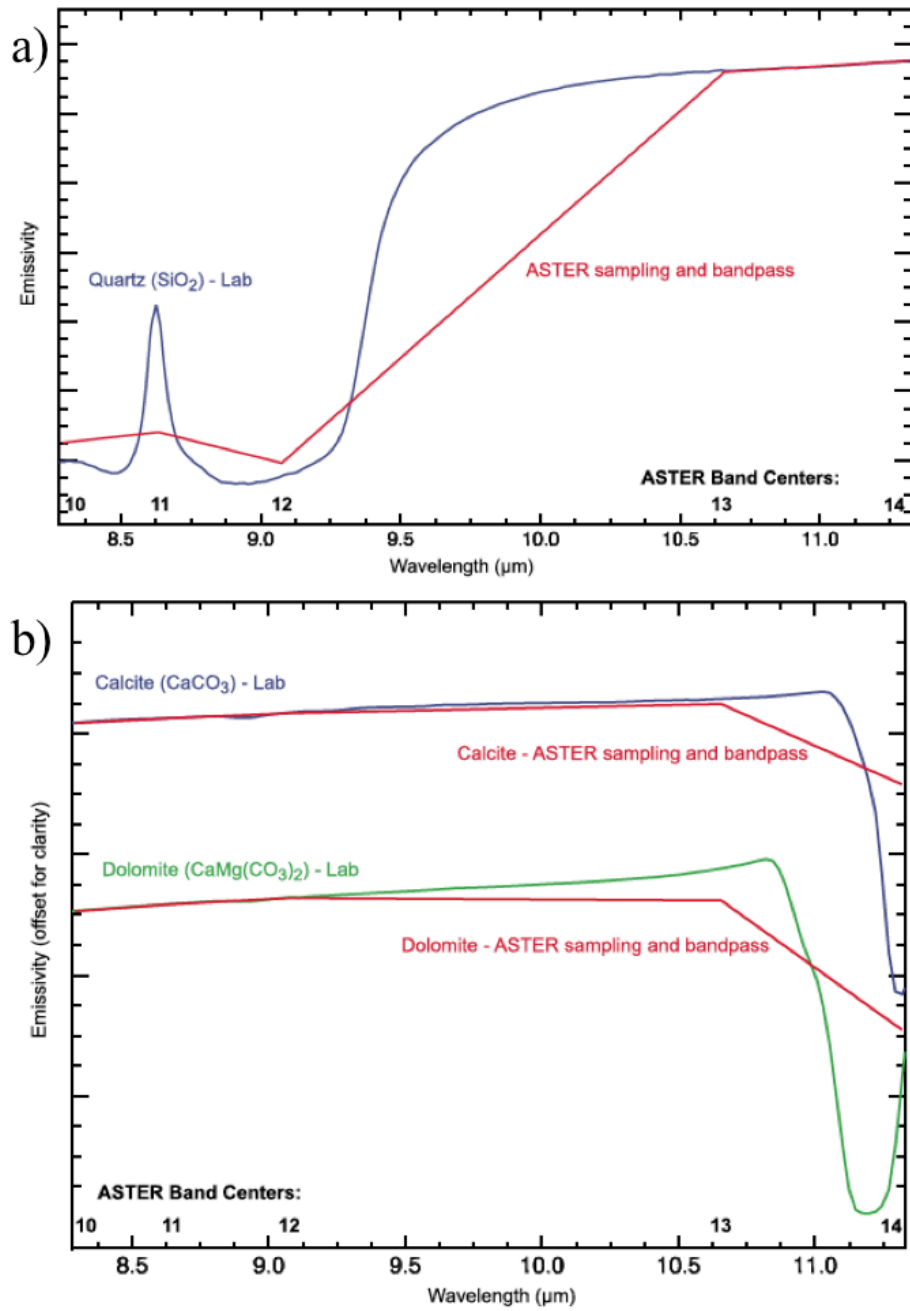 a)
Emissivity
Quartz (SiO2) - Lab
ASTER sampling and bandpass
ASTER Band Centers:
10 11 12 13 14
8.5 9.0 9.5 10.0 10.5 11.0
Wavelength (µm)
b)
Emissivity (offset for clarity)
Calcite (CaCO3) - Lab
Calcite - ASTER sampling and bandpass
Dolomite (CaMg(CO3)2) - Lab
Dolomite - ASTER sampling and bandpass
ASTER Band Centers:
10 11 12 13 14
8.5 9.0 9.5 10.0 10.5 11.0
Wavelength (µm)